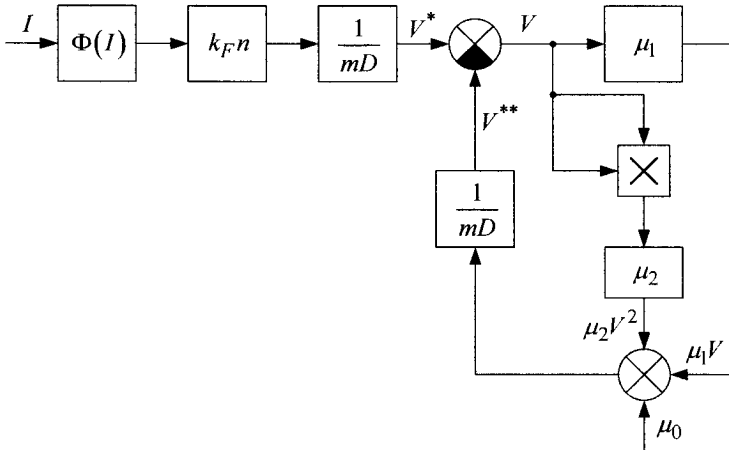 I
Φ(I)
k_F n
1/mD
V*
V
μ₁
V**
×
1/mD
μ₂
μ₂V²
μ₁V
μ₀